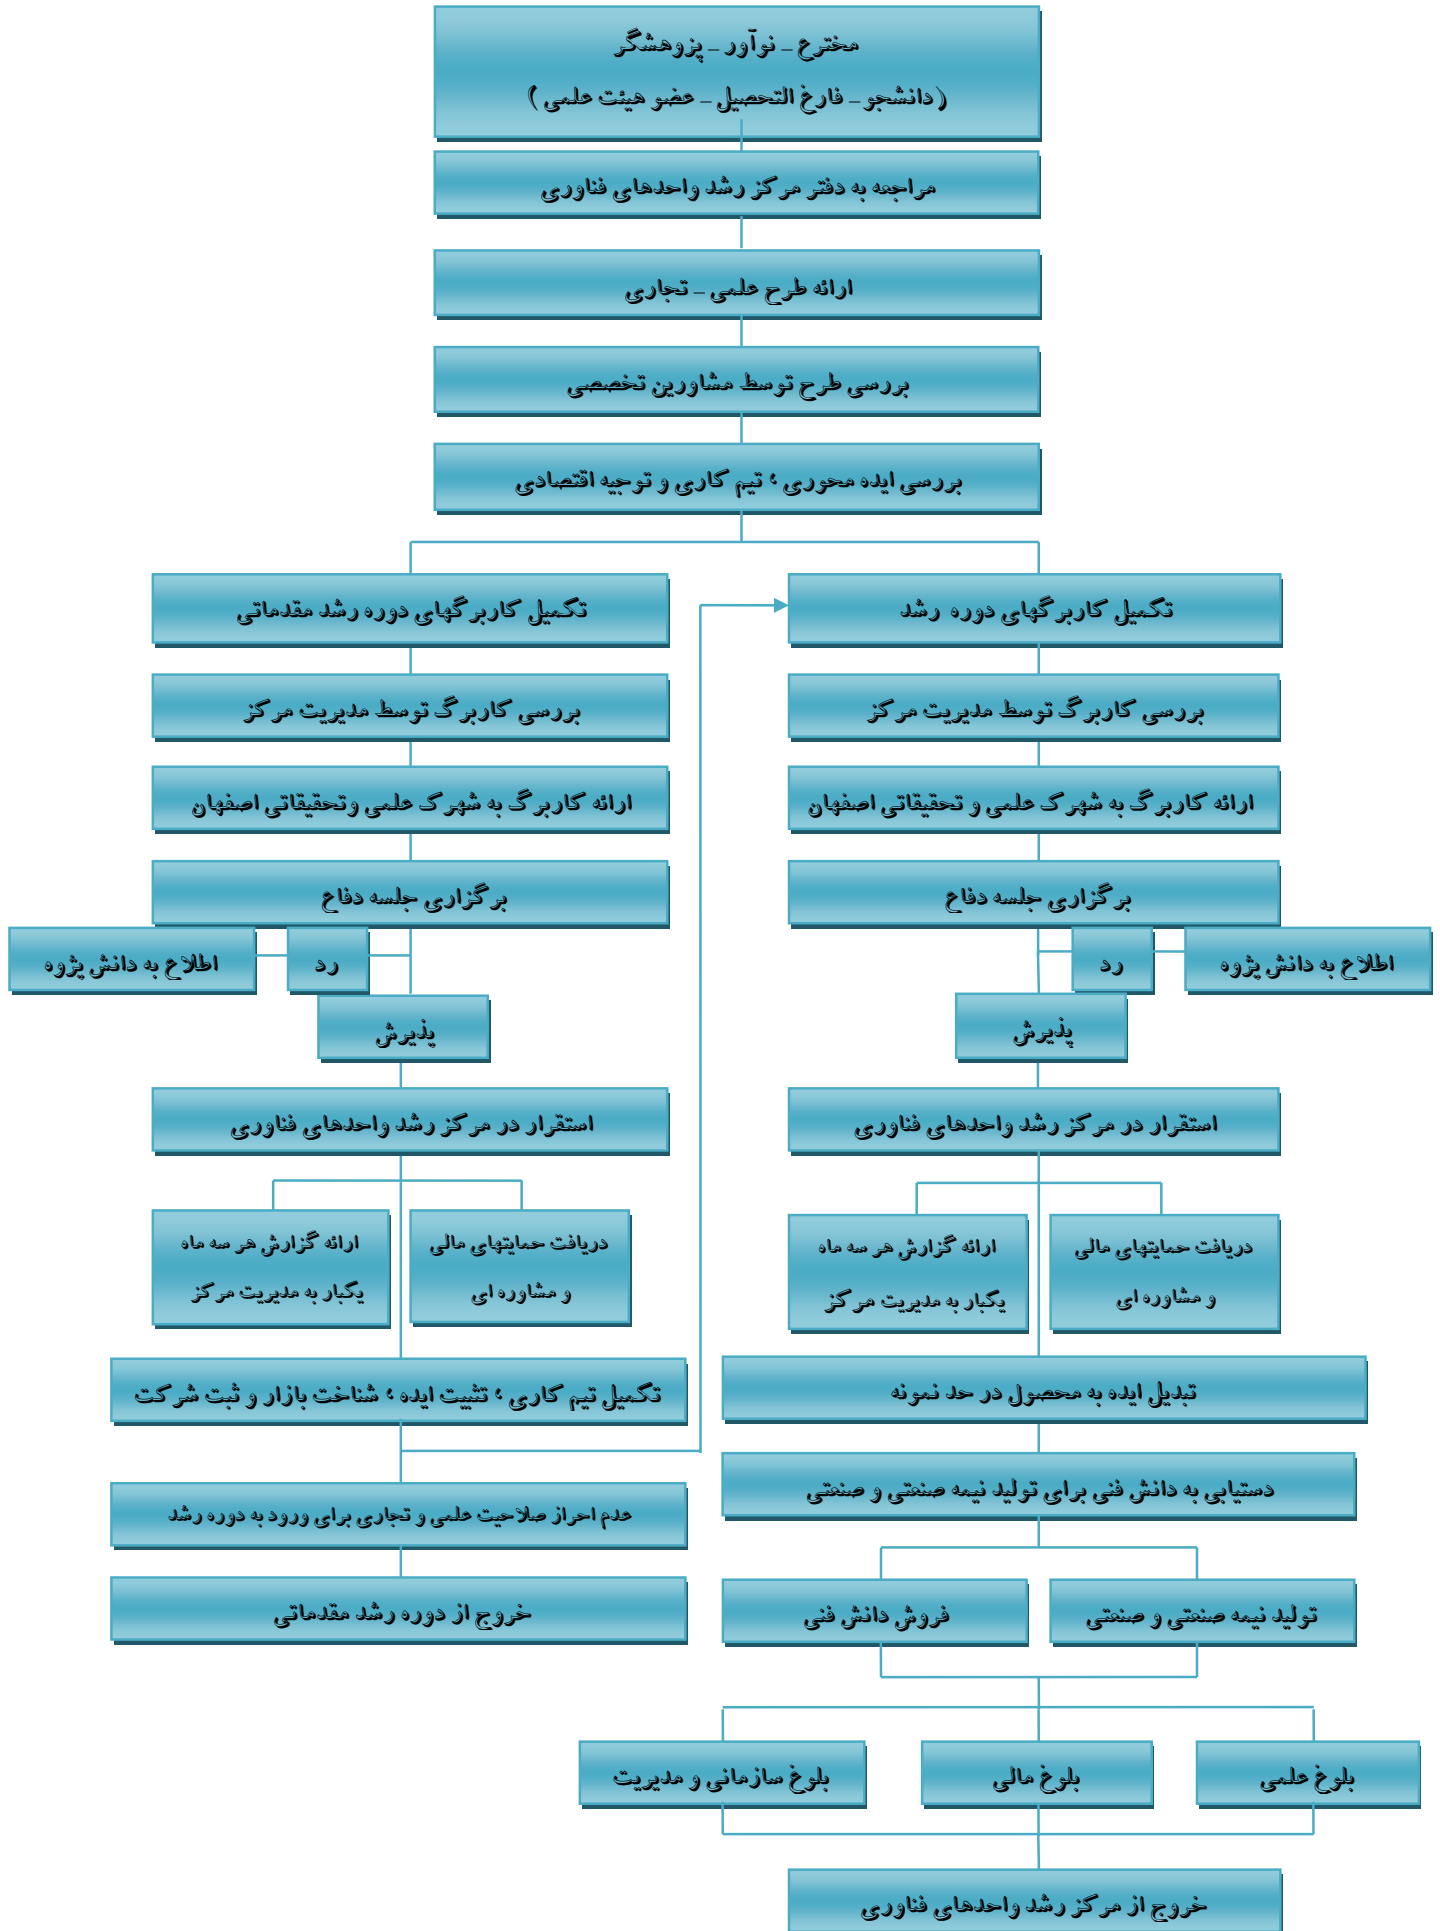 مخترع – نوآور – پژوهشگر
(دانشجو – فارغ التحصیل – عضو هیئت علمی )
مراجعه به دفتر مرکز رشد واحدهای فناوری
ارائه طرح علمی – تجاری
بررسی طرح توسط مشاورین تخصصی
بررسی ایده محوری ؛ تیم کاری و توجیه اقتصادی
تکمیل کاربرگهای دوره رشد
بررسی کاربرگ توسط مدیریت مرکز
ارائه کاربرگ به شهرک علمی و تحقیقاتی اصفهان
برگزاری جلسه دفاع
رد
اطلاع به دانش پژوه
پذیرش
استقرار در مرکز رشد واحدهای فناوری
دریافت حمایتهای مالی
و مشاوره ای
ارائه گزارش هر سه ماه
یکبار به مدیریت مرکز
تبدیل ایده به محصول در حد نمونه
دستیابی به دانش فنی برای تولید نیمه صنعتی و صنعتی
تولید نیمه صنعتی و صنعتی
فروش دانش فنی
بلوغ علمی
بلوغ مالی
بلوغ سازمانی و مدیریت
خروج از مرکز رشد واحدهای فناوری
تکمیل کاربرگهای دوره رشد مقدماتی
بررسی کاربرگ توسط مدیریت مرکز
ارائه کاربرگ به شهرک علمی وتحقیقاتی اصفهان
برگزاری جلسه دفاع
رد
اطلاع به دانش پژوه
پذیرش
استقرار در مرکز رشد واحدهای فناوری
دریافت حمایتهای مالی
و مشاوره ای
ارائه گزارش هر سه ماه
یکبار به مدیریت مرکز
تکمیل تیم کاری ؛ تثبیت ایده ؛ شناخت بازار و ثبت شرکت
عدم احراز صلاحیت علمی و تجاری برای ورود به دوره رشد
خروج از دوره رشد مقدماتی